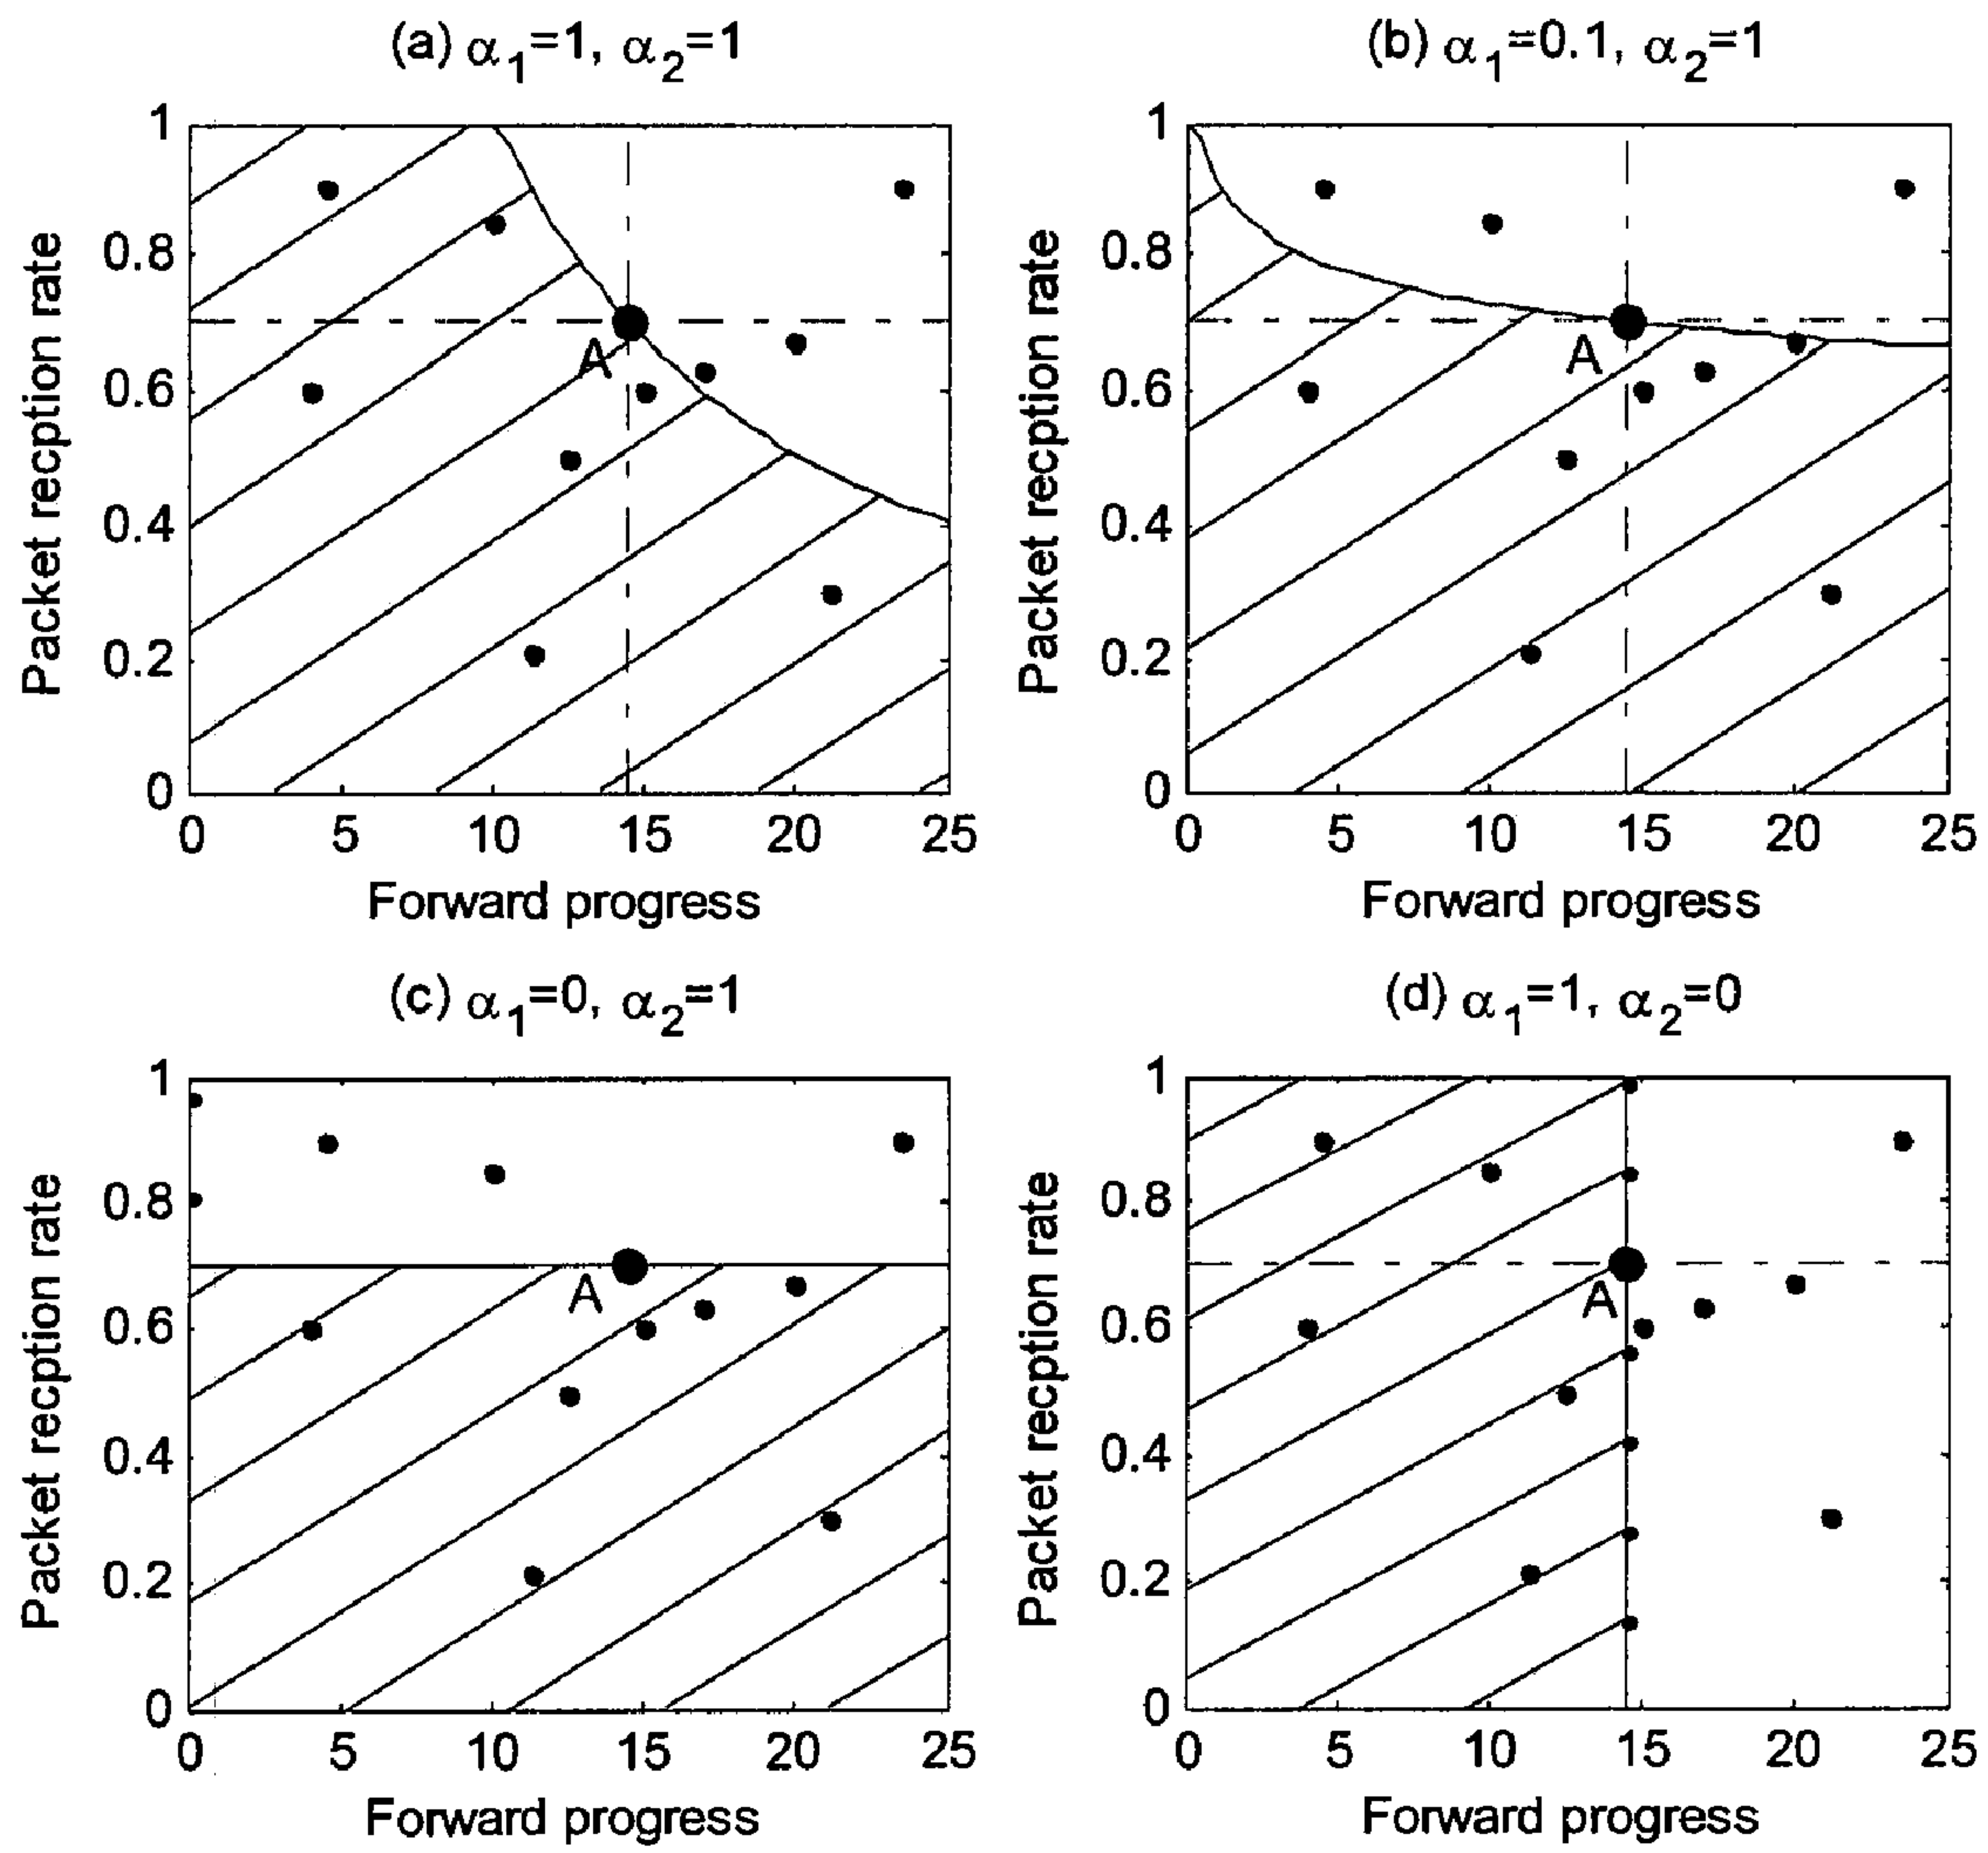 (a) α1=1, α2=1
1
0.8
0.6
0.4
0.2
0
Packet recption rate
A
0 5 10 15 20 25
Forward progress
(b) α1=0.1, α2=1
1
0.8
0.6
0.4
0.2
0
Packet recption rate
A
0 5 10 15 20 25
Forward progress
(c) α1=0, α2=1
1
0.8
0.6
0.4
0.2
0
Packet recption rate
A
0 5 10 15 20 25
Forward progress
(d) α1=1, α2=0
1
0.8
0.6
0.4
0.2
0
Packet recption rate
A
0 5 10 15 20 25
Forward progress